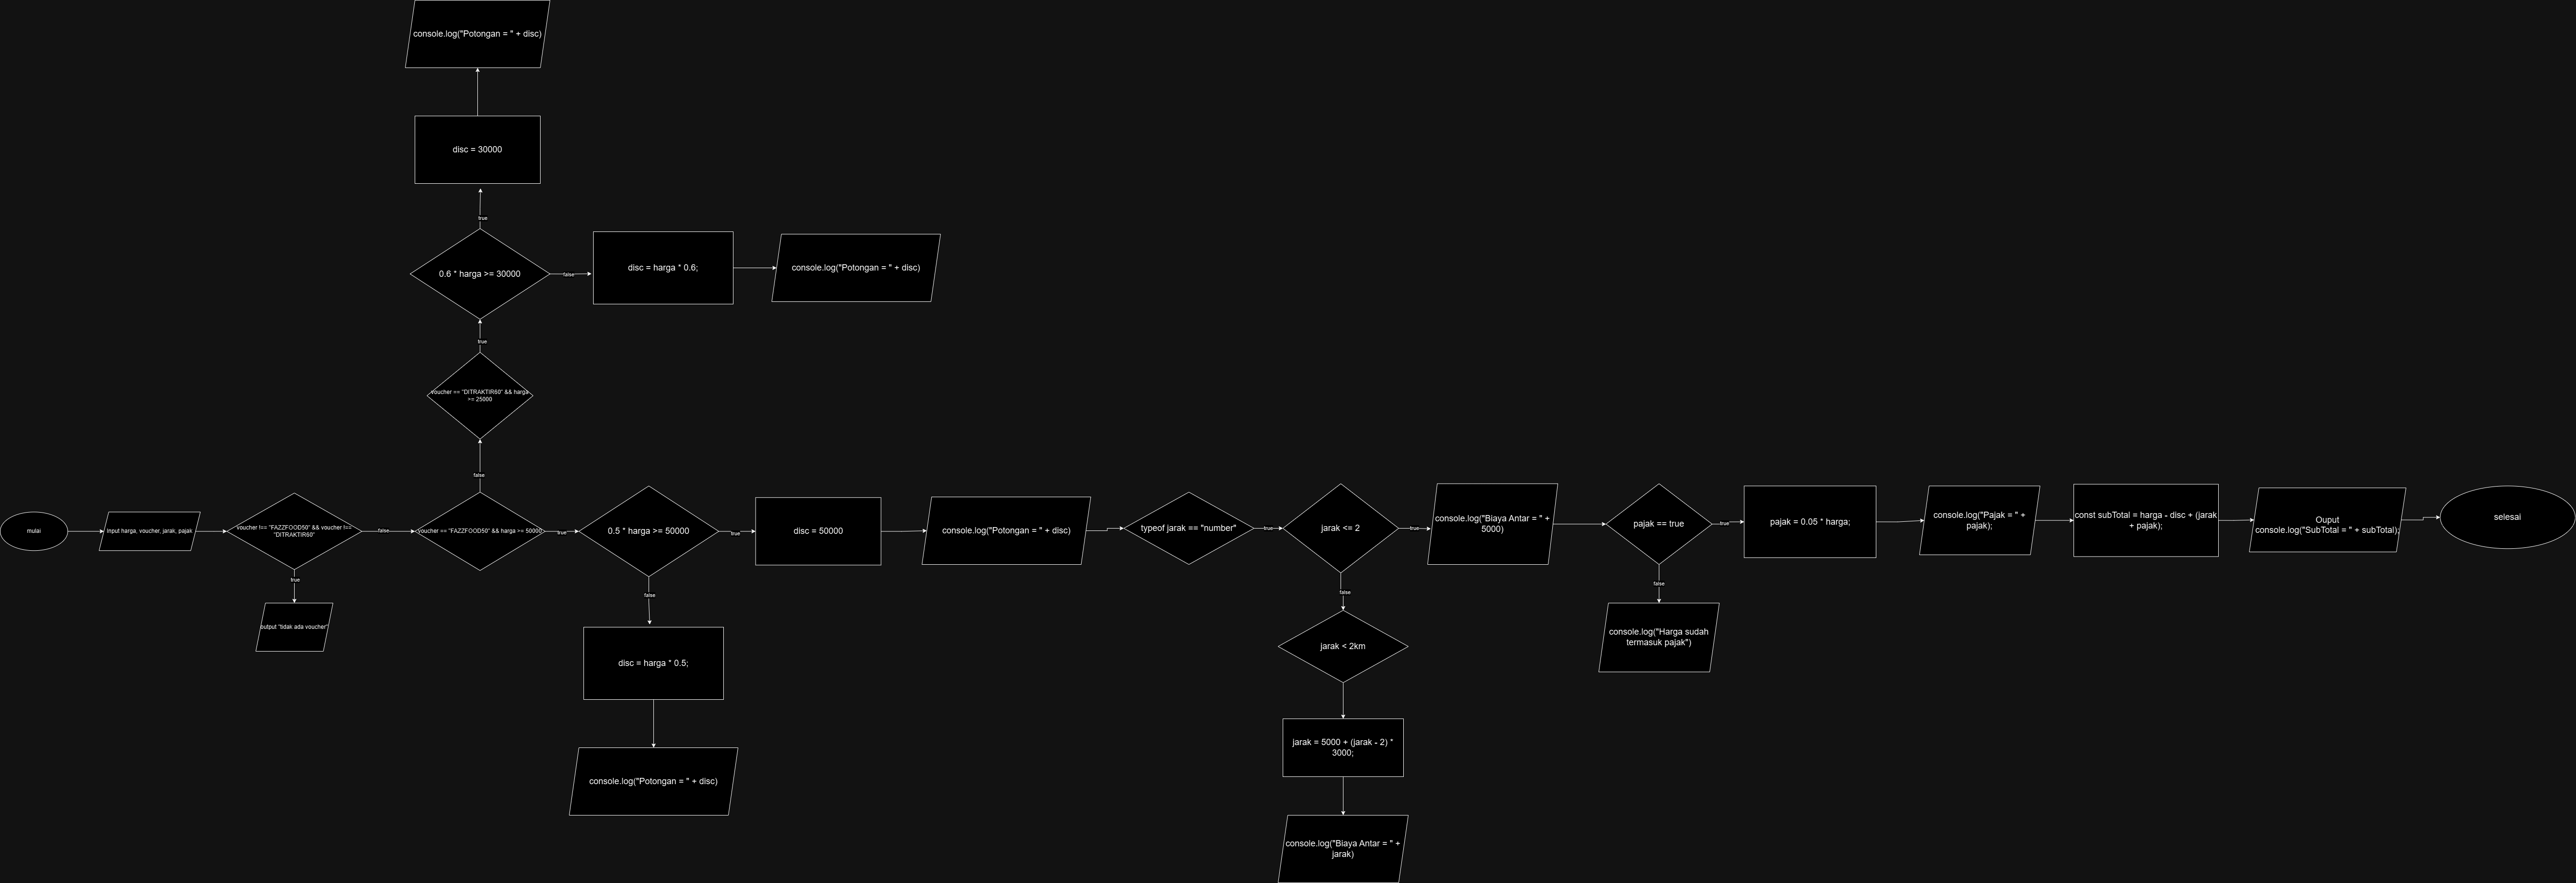 console.log("Potongan = " + disc)
disc = 30000
true
0.6 * harga >= 30000
false
disc = harga * 0.6;
console.log("Potongan = " + disc)
true
voucher == "DITRAKTIR60" && harga
>= 25000
false
mulai
Input harga, voucher, jarak, pajak
voucher !== "FAZZFOOD50" && voucher !==
"DITRAKTIR60"
false
voucher == "FAZZFOOD50" && harga >= 50000
true
0.5 * harga >= 50000
true
disc = 50000
console.log("Potongan = " + disc)
typeof jarak == "number"
true
jarak <= 2
true
console.log("Biaya Antar = " +
5000)
pajak == true
true
pajak = 0.05 * harga;
console.log("Pajak = " +
pajak);
const subTotal = harga - disc + (jarak
+ pajak);
Ouput
console.log("SubTotal = " + subTotal);
selesai
true
output "tidak ada voucher"
false
disc = harga * 0.5;
console.log("Potongan = " + disc)
false
jarak < 2km
jarak = 5000 + (jarak - 2) *
3000;
console.log("Biaya Antar = " +
jarak)
false
console.log("Harga sudah
termasuk pajak")